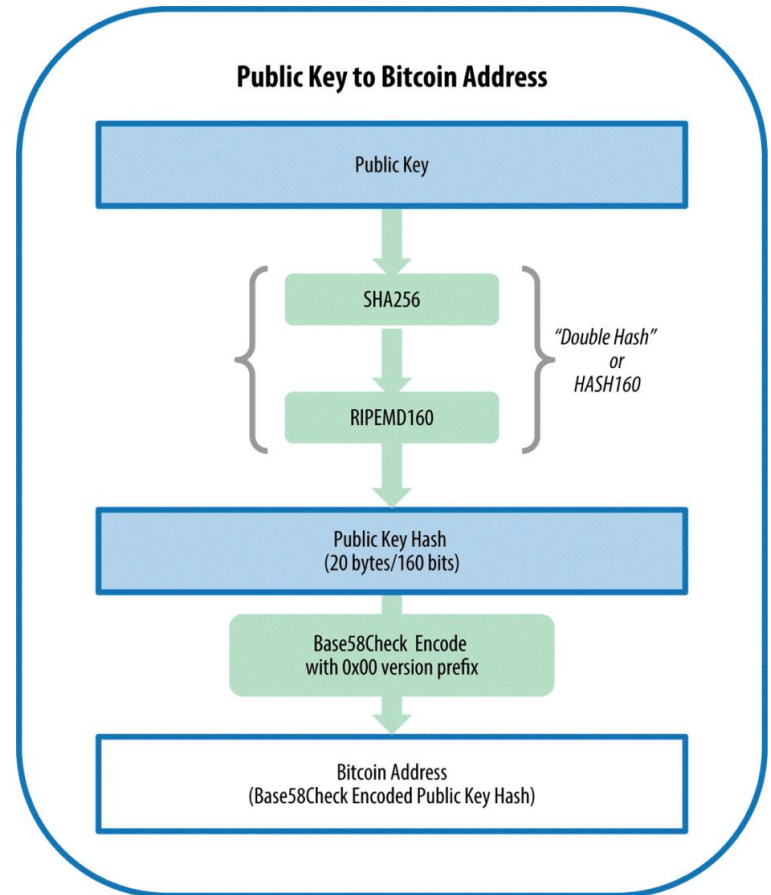 Public Key to Bitcoin Address
Public Key
SHA256
“Double Hash”
or
HASH160
RIPEMD160
Public Key Hash
(20 bytes/160 bits)
Base58Check Encode
with 0x00 version prefix
Bitcoin Address
(Base58Check Encoded Public Key Hash)